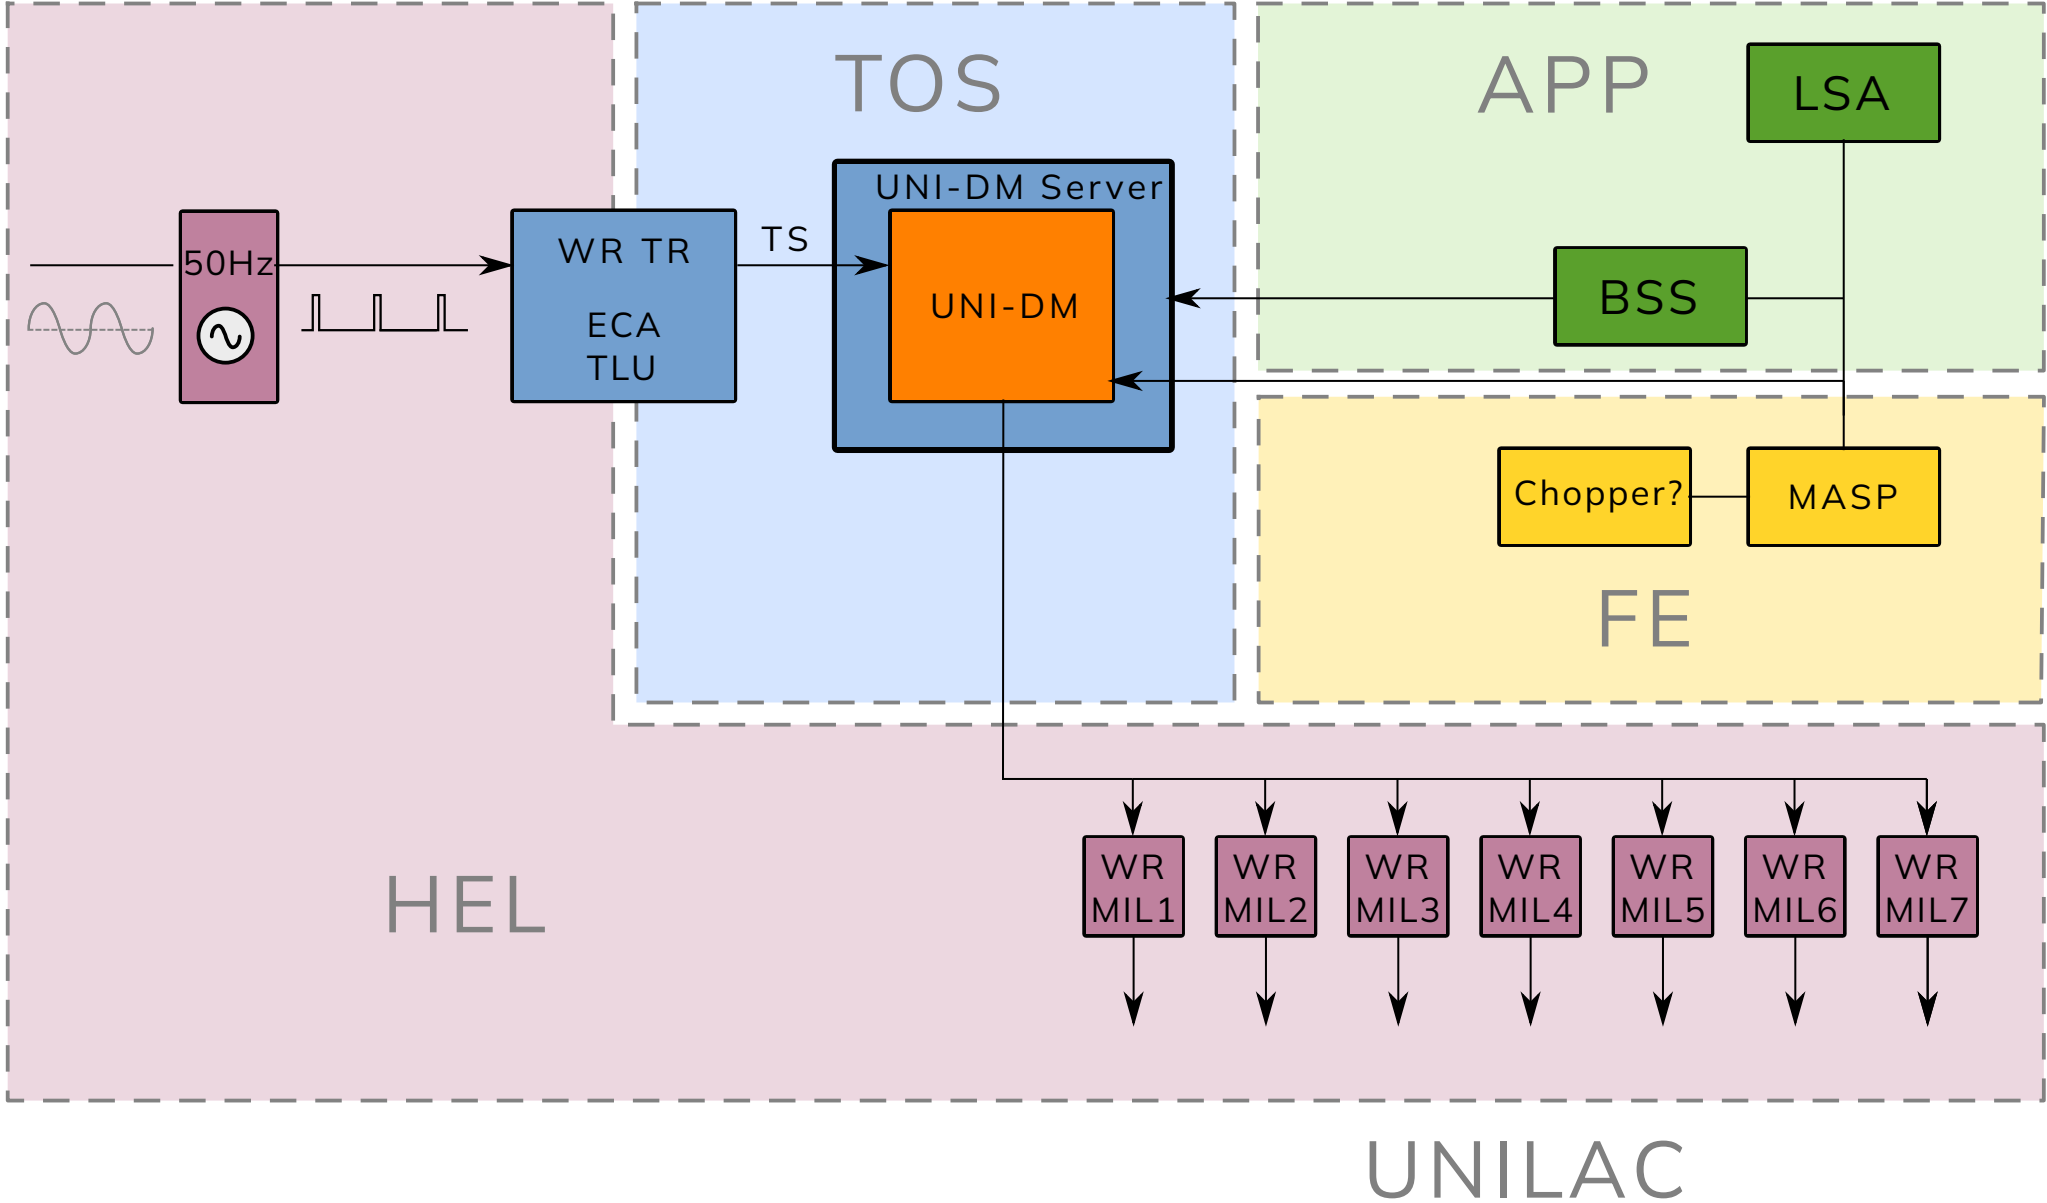 TOS
APP
LSA
UNI-DM Server
50Hz
WR TR
ECA
TLU
TS
UNI-DM
BSS
Chopper?
MASP
FE
HEL
WR
MIL1
WR
MIL2
WR
MIL3
WR
MIL4
WR
MIL5
WR
MIL6
WR
MIL7
UNILAC